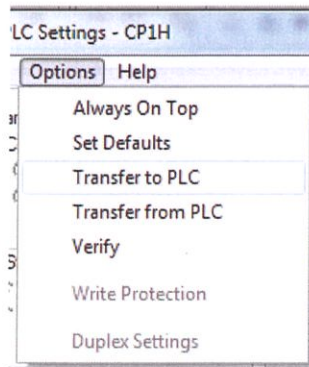 PLC Settings - CP1H
Options Help
Always On Top
Set Defaults
Transfer to PLC
Transfer from PLC
Verify
Write Protection
Duplex Settings